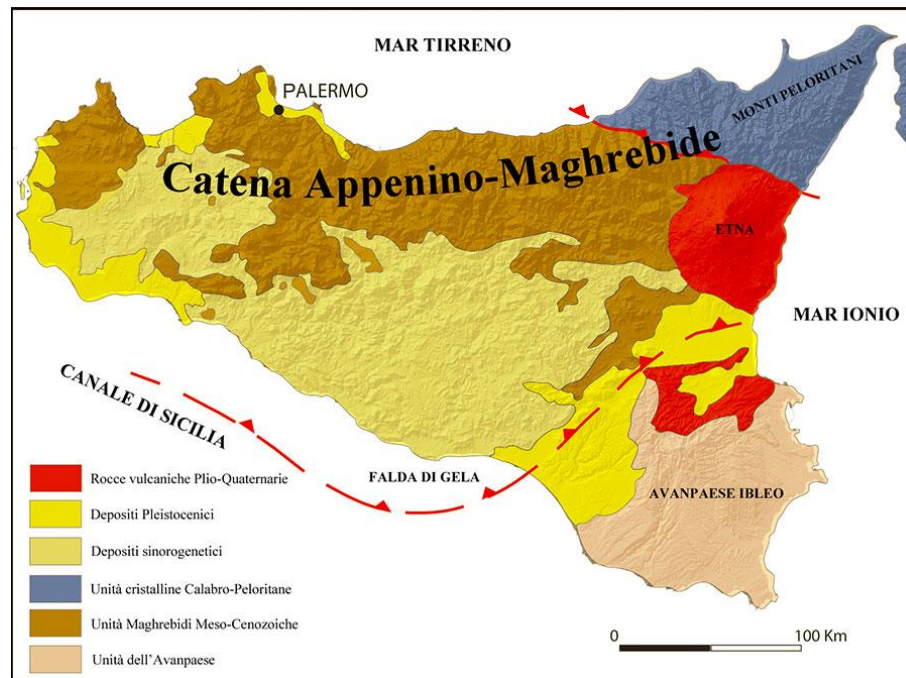 MAR TIRRENO
PALERMO
MONTI PELORITANI
Catena Appenino-Maghrebide
ETNA
MAR IONIO
CANALE DI SICILIA
FALDA DI GELA
AVANPAESE IBLEO
Rocce vulcaniche Plio-Quaternarie
Depositi Pleistocenici
Depositi sinorogenetici
Unità cristalline Calabro-Peloritane
Unità Maghrebidi Meso-Cenozoiche
Unità dell'Avanpaese
0 100 Km